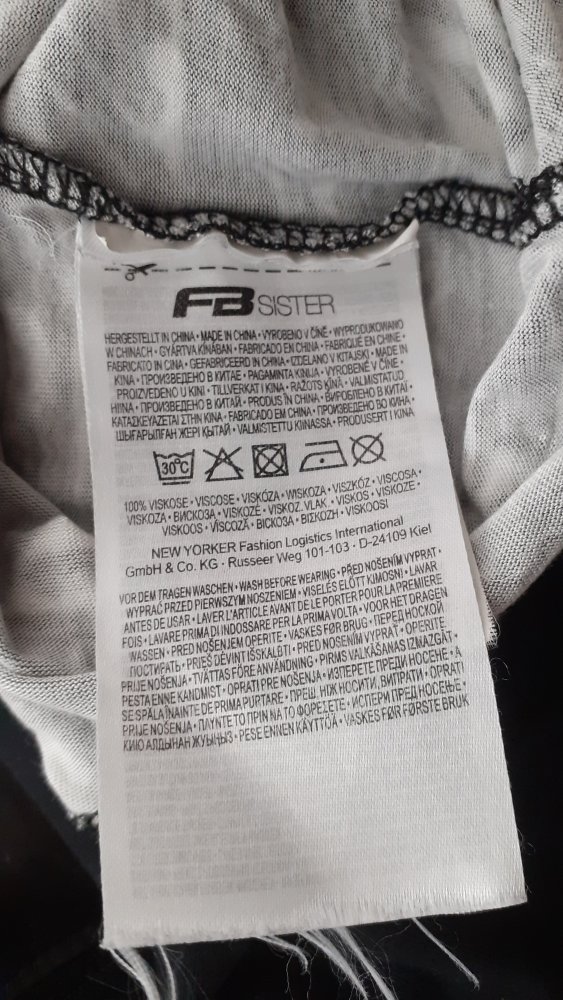 FB SISTER
HERGESTELLT IN CHINA • MADE IN CHINA • VYROBENO V ČÍNĚ • WYPRODUKOWANO
W CHINACH • GYÁRTVA KÍNÁBAN • FABRICADO EN CHINA • FABRIQUÉ EN CHINE •
FABRICATO IN CINA • GEFABRICEERD IN CHINA • IZDELANO V KITAJSKI • MADE IN
KINA • ПРОИЗВЕДЕНО В КИТАЕ • PAGAMINTA KINIJA • VYROBENÉ V ČÍNE •
PROIZVEDENO U KINI • TILLVERKAT I KINA • RAŽOTS ĶĪNĀ • VALMISTATUD
HIINA • ПРОИЗВЕДЕНО В КИТАЙ • PRODUS ÎN CHINA • ВИРОБЛЕНО В КИТАЇ •
ΚΑΤΑΣΚΕΥΑΖΕΤΑΙ ΣΤΗΝ ΚΙΝΑ • FABRICADO EM CHINA • ПРОИЗВЕДЕНО ВО КИНА •
ШЫҒАРЫЛҒАН ЖЕРІ ҚЫТАЙ • VALMISTETTU KIINASSA • PRODUSERT I KINA
30°C
100% VISKOSE • VISCOSE • VISKÓZA • WISKOZA • VISZKÓZ • VISCOSA •
VISKOZA • ВИСКОЗА • VISKOZĖ • VISKOZ. VLAK. • VISKOS • VISKOZE •
VISKOOS • VÎSCOZĂ • ВІСКОЗА • ΒΙΣΚΟΖΗ • VISKOOSI
NEW YORKER Fashion Logistics International
GmbH & Co. KG • Russeer Weg 101-103 • D-24109 Kiel
VOR DEM TRAGEN WASCHEN • WASH BEFORE WEARING • PŘED NOŠENÍM VYPRAT •
WYPRAĆ PRZED PIERWSZYM NOSZENIEM • VISELÉS ELŐTT KIMOSNI • LAVAR
ANTES DE USAR • LAVER L'ARTICLE AVANT DE LE PORTER POUR LA PREMIERE
FOIS • LAVARE PRIMA DI INDOSSARE PER LA PRIMA VOLTA • VOOR HET DRAGEN
WASSEN • PRED NOŠENJEM OPERITE • VASKES FØR BRUG • ПЕРЕД НОСКОЙ
ПОСТИРАТЬ • PRIEŠ DĖVINT IŠSKALBTI • PRED NOSENÍM VYPRAŤ • OPERITE
PRIJE NOŠENJA • TVÄTTAS FÖRE ANVÄNDNING • PIRMS VALKĀŠANAS IZMAZGĀT •
PESTA ENNE KANDMIST • OPRATI PRE NOŠENJA • ИЗПЕРЕТЕ ПРЕДИ НОСЕНЕ • A
SE SPĂLA ÎNAINTE DE PRIMA PURTARE • ПРЕШ. НІЖ НОСИТИ, ВИПРАТИ • OPRATI
PRIJE NOŠENJA • ΠΛΥΝΤΕ ΤΟ ΠΡΙΝ ΝΑ ΤΟ ΦΟΡΕΣΕΤΕ • ИСПЕРИ ПРЕД НОСЕЊЕ •
КИЮ АЛДЫНАН ЖУЫҢЫЗ • PESE ENNEN KÄYTTÖÄ • VASKES FØR FØRSTE BRUK